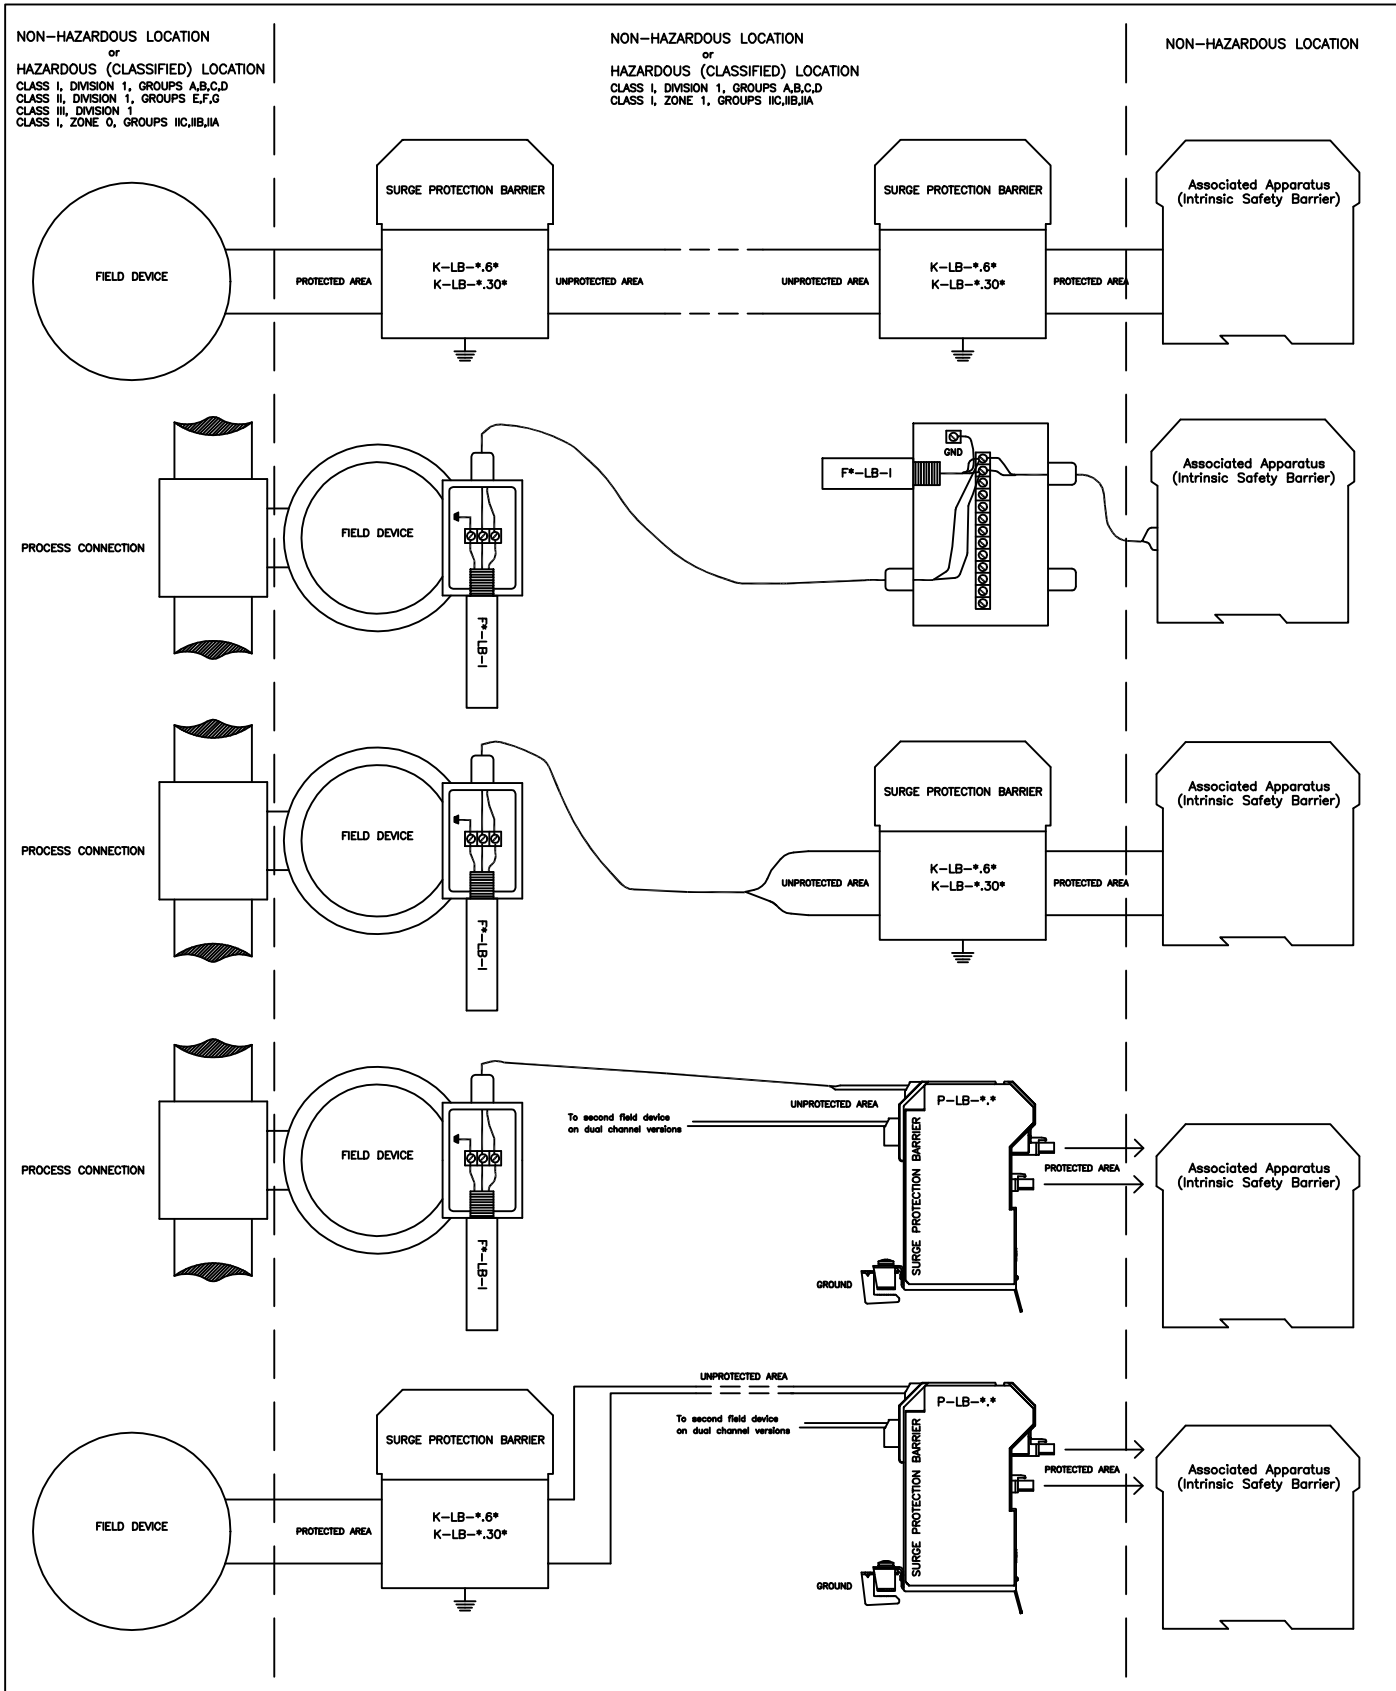 NON-HAZARDOUS LOCATION
or
HAZARDOUS (CLASSIFIED) LOCATION
CLASS I, DIVISION 1, GROUPS A,B,C,D
CLASS II, DIVISION 1, GROUPS E,F,G
CLASS III, DIVISION 1
CLASS I, ZONE 0, GROUPS IIC,IIB,IIA
NON-HAZARDOUS LOCATION
or
HAZARDOUS (CLASSIFIED) LOCATION
CLASS I, DIVISION 1, GROUPS A,B,C,D
CLASS I, ZONE 1, GROUPS IIC,IIB,IIA
NON-HAZARDOUS LOCATION
FIELD DEVICE
PROTECTED AREA
SURGE PROTECTION BARRIER
K-LB-*.6*
K-LB-*.30*
UNPROTECTED AREA
UNPROTECTED AREA
SURGE PROTECTION BARRIER
K-LB-*.6*
K-LB-*.30*
PROTECTED AREA
Associated Apparatus
(Intrinsic Safety Barrier)
PROCESS CONNECTION
FIELD DEVICE
F*-LB-I
F*-LB-I
GND
Associated Apparatus
(Intrinsic Safety Barrier)
PROCESS CONNECTION
FIELD DEVICE
F*-LB-I
UNPROTECTED AREA
SURGE PROTECTION BARRIER
K-LB-*.6*
K-LB-*.30*
PROTECTED AREA
Associated Apparatus
(Intrinsic Safety Barrier)
PROCESS CONNECTION
FIELD DEVICE
F*-LB-I
To second field device
on dual channel versions
UNPROTECTED AREA
P-LB-*.*
SURGE PROTECTION BARRIER
GROUND
PROTECTED AREA
Associated Apparatus
(Intrinsic Safety Barrier)
FIELD DEVICE
PROTECTED AREA
SURGE PROTECTION BARRIER
K-LB-*.6*
K-LB-*.30*
UNPROTECTED AREA
To second field device
on dual channel versions
P-LB-*.*
SURGE PROTECTION BARRIER
GROUND
PROTECTED AREA
Associated Apparatus
(Intrinsic Safety Barrier)